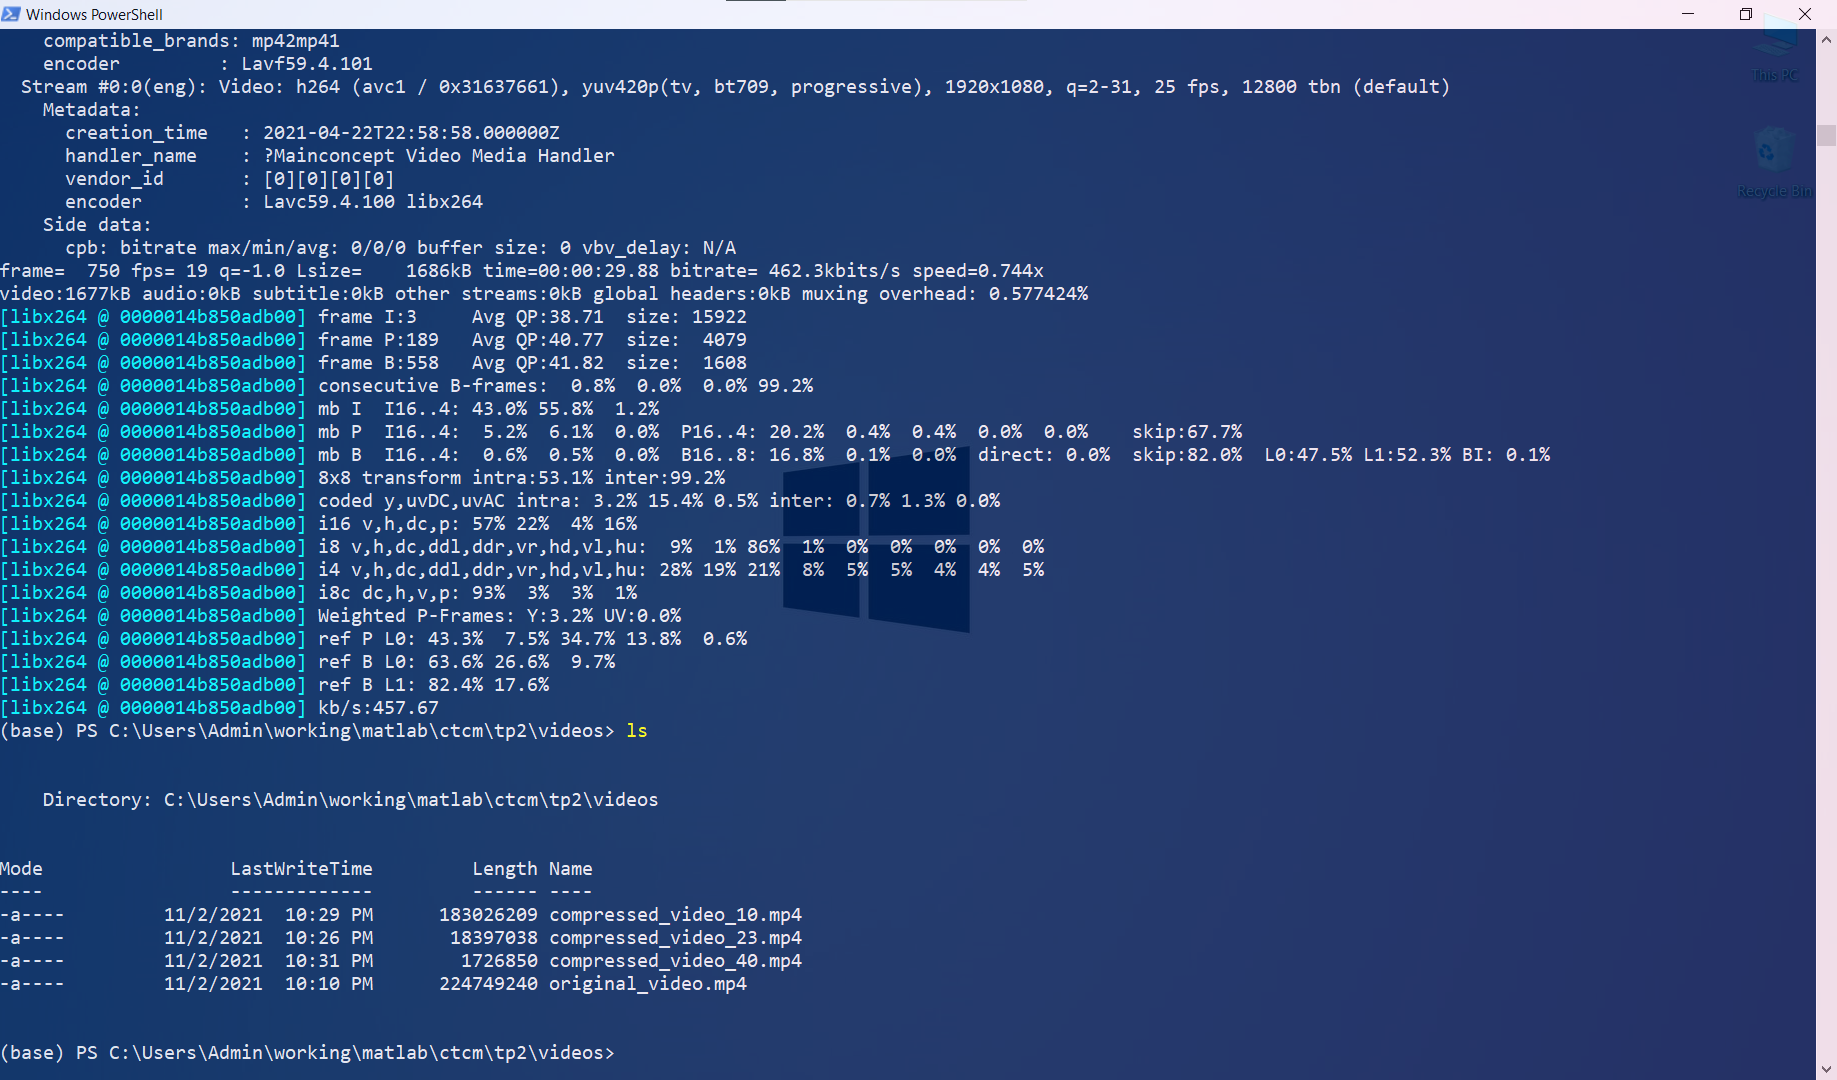 Windows PowerShell
This PC
Recycle Bin
compatible_brands: mp42mp41
encoder         : Lavf59.4.101
Stream #0:0(eng): Video: h264 (avc1 / 0x31637661), yuv420p(tv, bt709, progressive), 1920x1080, q=2-31, 25 fps, 12800 tbn (default)
Metadata:
creation_time   : 2021-04-22T22:58:58.000000Z
handler_name    : ?Mainconcept Video Media Handler
vendor_id       : [0][0][0][0]
encoder         : Lavc59.4.100 libx264
Side data:
cpb: bitrate max/min/avg: 0/0/0 buffer size: 0 vbv_delay: N/A
frame=  750 fps= 19 q=-1.0 Lsize=    1686kB time=00:00:29.88 bitrate= 462.3kbits/s speed=0.744x
video:1677kB audio:0kB subtitle:0kB other streams:0kB global headers:0kB muxing overhead: 0.577424%
[libx264 @ 0000014b850adb00] frame I:3     Avg QP:38.71  size: 15922
[libx264 @ 0000014b850adb00] frame P:189   Avg QP:40.77  size:  4079
[libx264 @ 0000014b850adb00] frame B:558   Avg QP:41.82  size:  1608
[libx264 @ 0000014b850adb00] consecutive B-frames:  0.8%  0.0%  0.0% 99.2%
[libx264 @ 0000014b850adb00] mb I  I16..4: 43.0% 55.8%  1.2%
[libx264 @ 0000014b850adb00] mb P  I16..4:  5.2%  6.1%  0.0%  P16..4: 20.2%  0.4%  0.4%  0.0%  0.0%    skip:67.7%
[libx264 @ 0000014b850adb00] mb B  I16..4:  0.6%  0.5%  0.0%  B16..8: 16.8%  0.1%  0.0%  direct: 0.0%  skip:82.0%  L0:47.5% L1:52.3% BI: 0.1%
[libx264 @ 0000014b850adb00] 8x8 transform intra:53.1% inter:99.2%
[libx264 @ 0000014b850adb00] coded y,uvDC,uvAC intra: 3.2% 15.4% 0.5% inter: 0.7% 1.3% 0.0%
[libx264 @ 0000014b850adb00] i16 v,h,dc,p: 57% 22%  4% 16%
[libx264 @ 0000014b850adb00] i8 v,h,dc,ddl,ddr,vr,hd,vl,hu:  9%  1% 86%  1%  0%  0%  0%  0%  0%
[libx264 @ 0000014b850adb00] i4 v,h,dc,ddl,ddr,vr,hd,vl,hu: 28% 19% 21%  8%  5%  5%  4%  4%  5%
[libx264 @ 0000014b850adb00] i8c dc,h,v,p: 93%  3%  3%  1%
[libx264 @ 0000014b850adb00] Weighted P-Frames: Y:3.2% UV:0.0%
[libx264 @ 0000014b850adb00] ref P L0: 43.3%  7.5% 34.7% 13.8%  0.6%
[libx264 @ 0000014b850adb00] ref B L0: 63.6% 26.6%  9.7%
[libx264 @ 0000014b850adb00] ref B L1: 82.4% 17.6%
[libx264 @ 0000014b850adb00] kb/s:457.67
(base) PS C:\Users\Admin\working\matlab\ctcm\tp2\videos> ls
Directory: C:\Users\Admin\working\matlab\ctcm\tp2\videos
Mode                 LastWriteTime         Length Name
----                 -------------         ------ ----
-a----         11/2/2021  10:29 PM      183026209 compressed_video_10.mp4
-a----         11/2/2021  10:26 PM       18397038 compressed_video_23.mp4
-a----         11/2/2021  10:31 PM        1726850 compressed_video_40.mp4
-a----         11/2/2021  10:10 PM      224749240 original_video.mp4
(base) PS C:\Users\Admin\working\matlab\ctcm\tp2\videos>